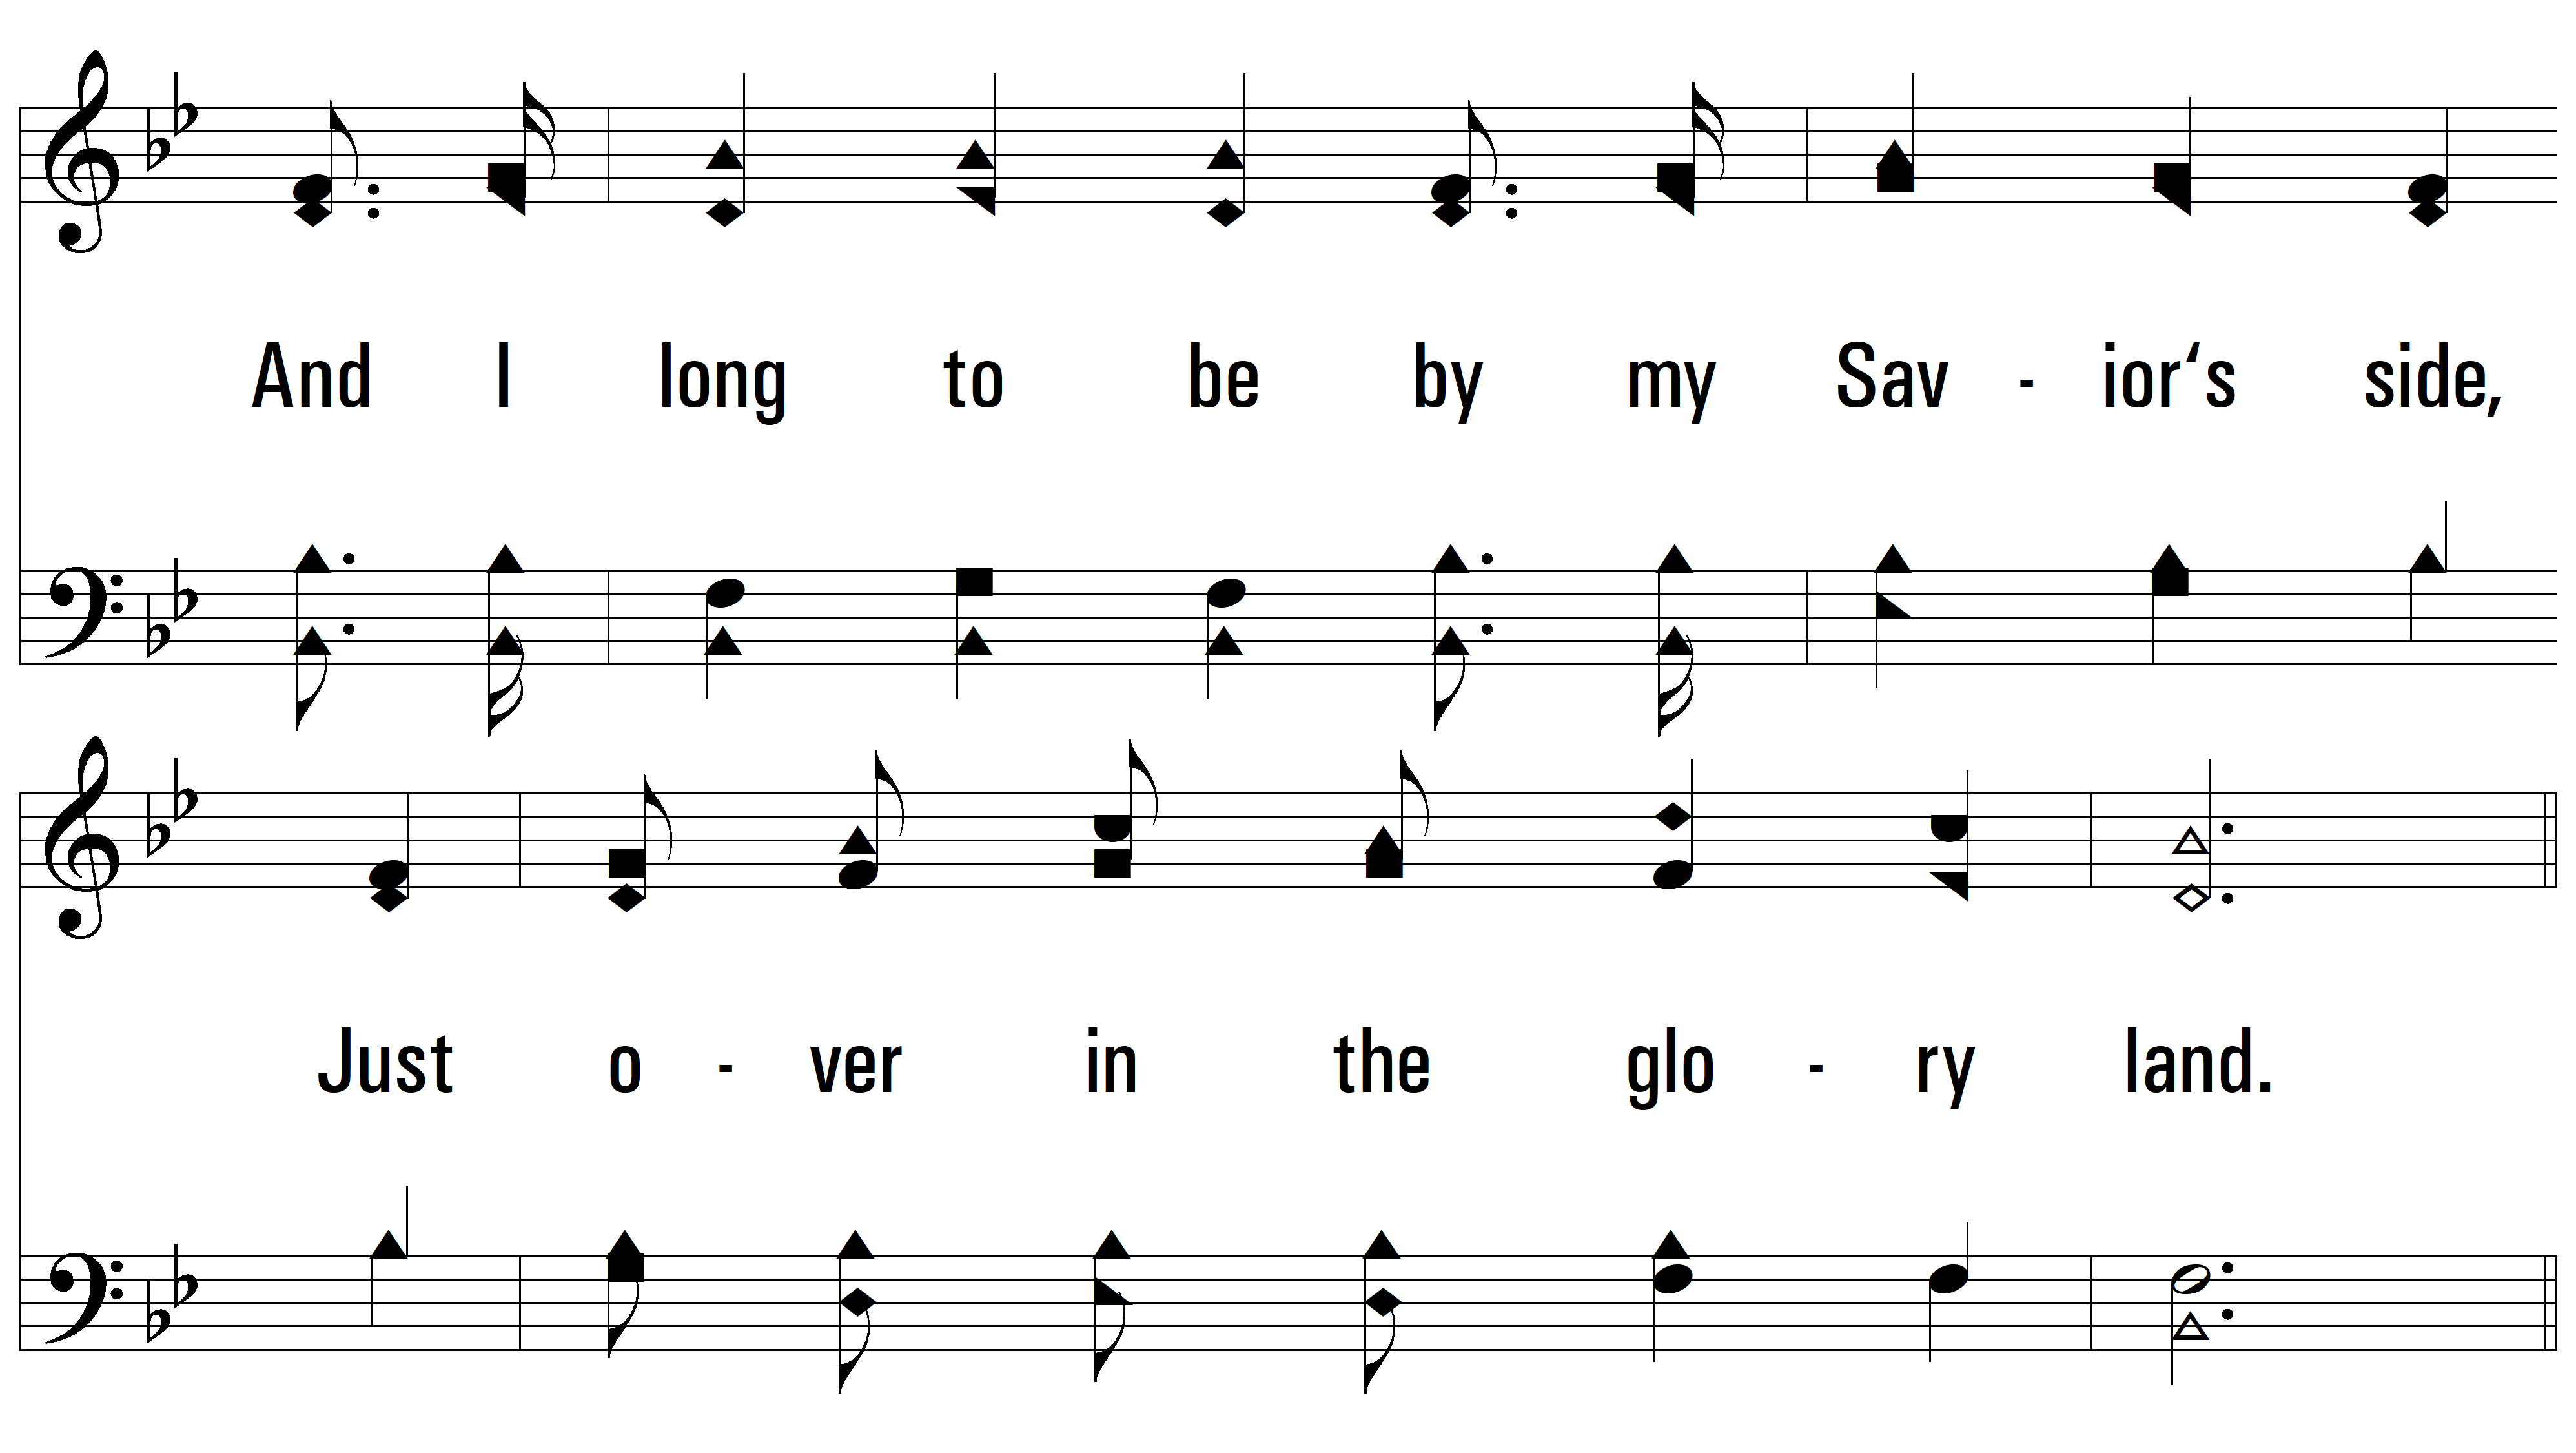 And I long to be by my Sav - ior‘s side,
Just o - ver in the glo - ry land.